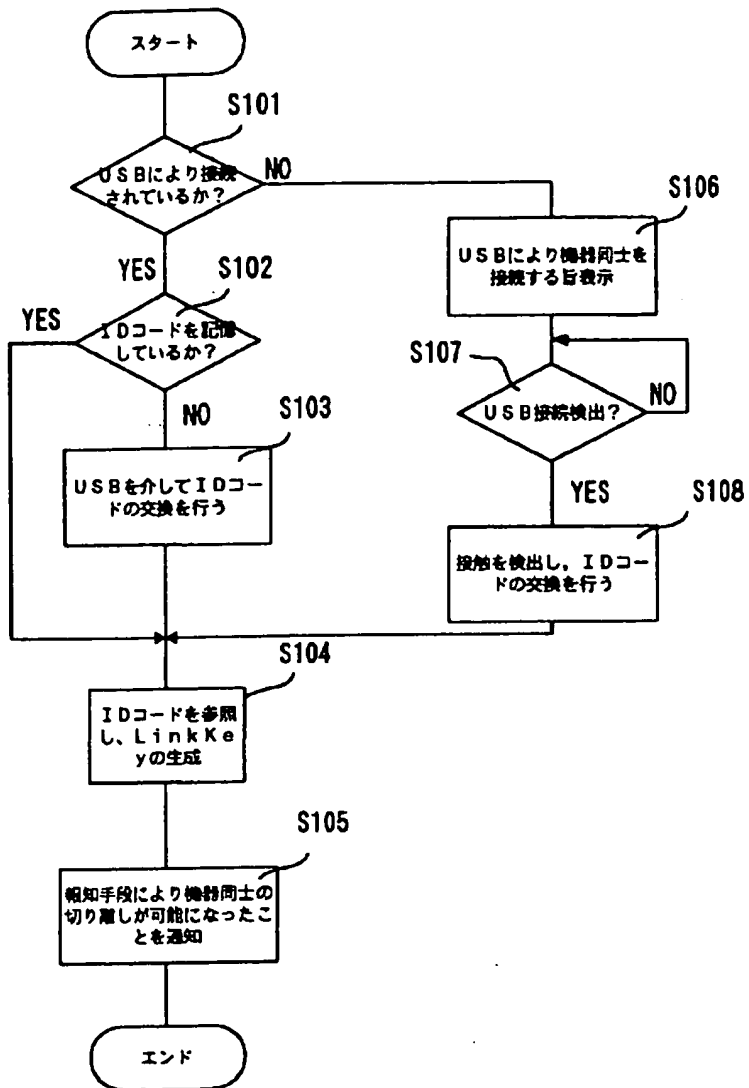 スタート
S101
USBにより接続
されているか?
NO
YES
S102
IDコードを記憶
しているか?
YES
NO
S103
USBを介してIDコー
ドの交換を行う
S106
USBにより機器同士を
接続する旨表示
S107
USB接続検出?
NO
YES
S108
接触を検出し、IDコー
ドの交換を行う
S104
IDコードを参照
し、LinkKe
yの生成
S105
報知手段により機器同士の
切り離しが可能になったこ
とを通知
エンド